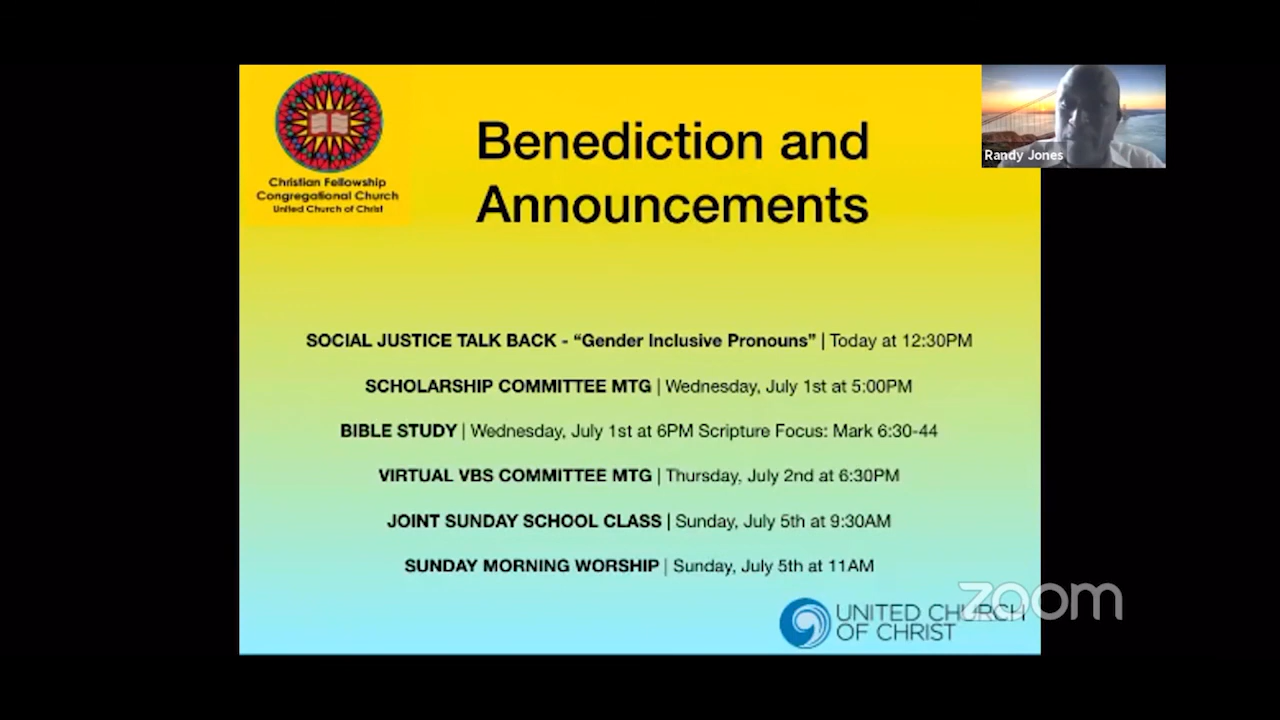 Christian Fellowship
Congregational Church
United Church of Christ
Benediction and
Announcements
Randy Jones
SOCIAL JUSTICE TALK BACK - “Gender Inclusive Pronouns” | Today at 12:30PM
SCHOLARSHIP COMMITTEE MTG | Wednesday, July 1st at 5:00PM
BIBLE STUDY | Wednesday, July 1st at 6PM Scripture Focus: Mark 6:30-44
VIRTUAL VBS COMMITTEE MTG | Thursday, July 2nd at 6:30PM
JOINT SUNDAY SCHOOL CLASS | Sunday, July 5th at 9:30AM
SUNDAY MORNING WORSHIP | Sunday, July 5th at 11AM
UNITED CHURCH
OF CHRIST
zoom